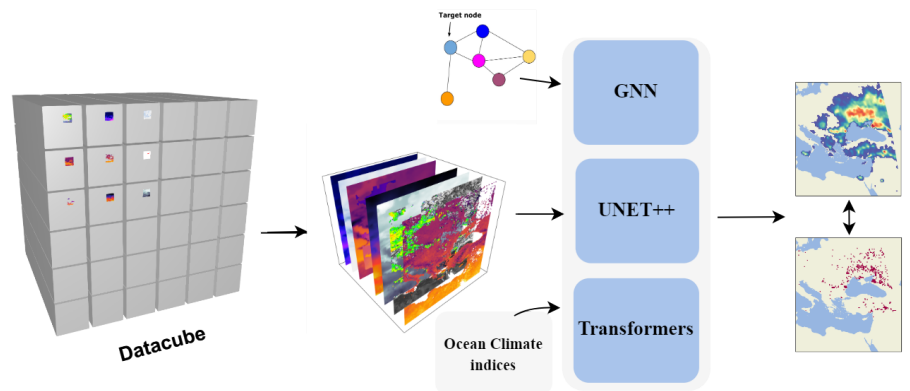 Target node
GNN
UNET++
Transformers
Ocean Climate
indices
Datacube